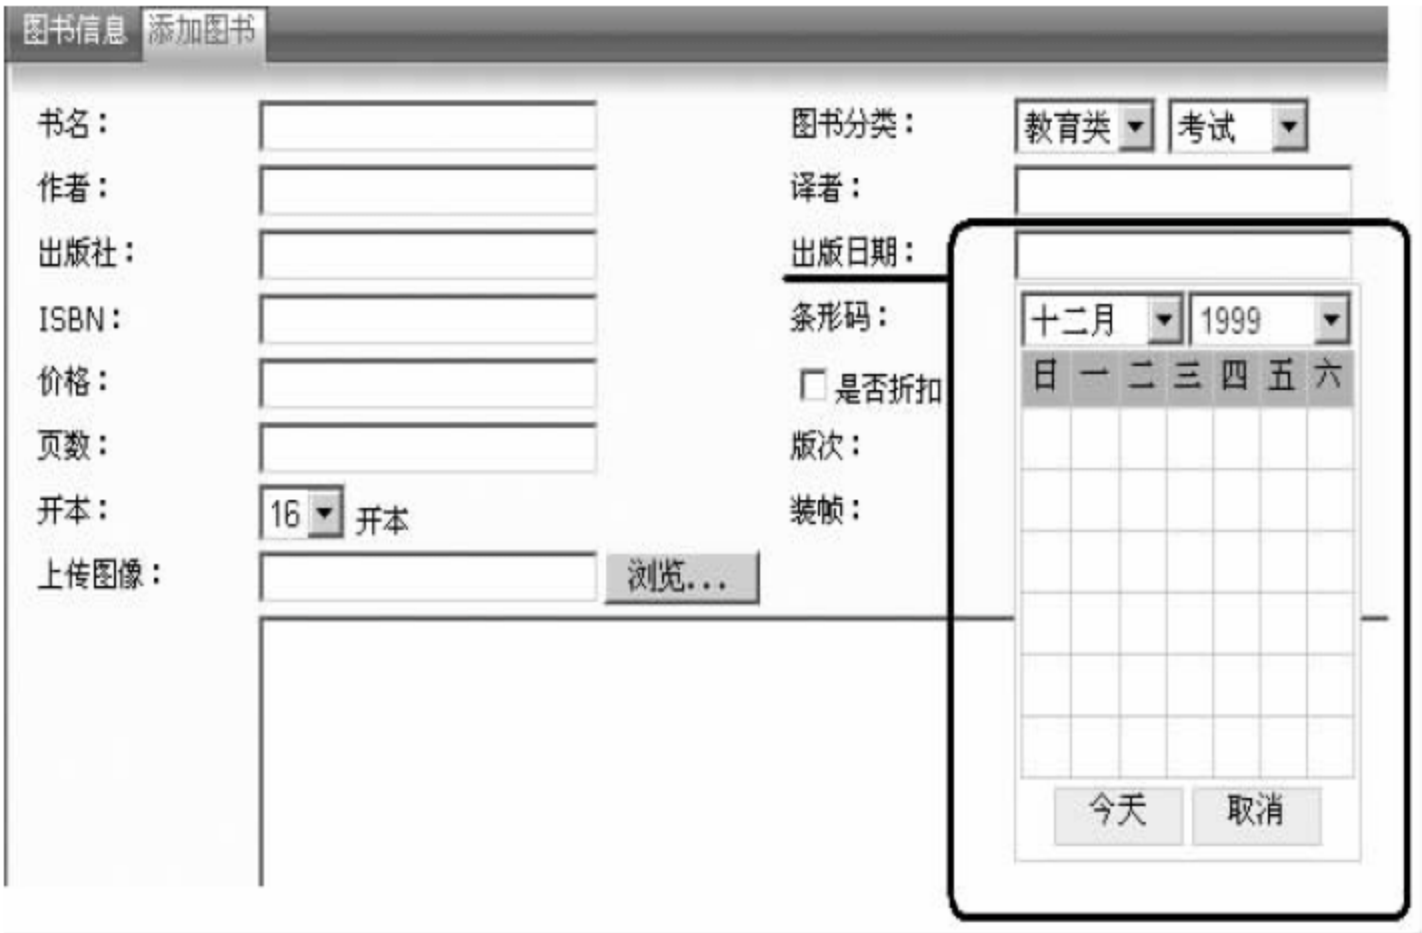 图书信息 添加图书
书名： 图书分类： 教育类 考试
作者： 译者：
出版社： 出版日期：
ISBN： 条形码： 十二月 1999
日 一 二 三 四 五 六
价格： 是否折扣
页数： 版次：
开本： 16 开本 装帧：
上传图像： 浏览...
今天 取消